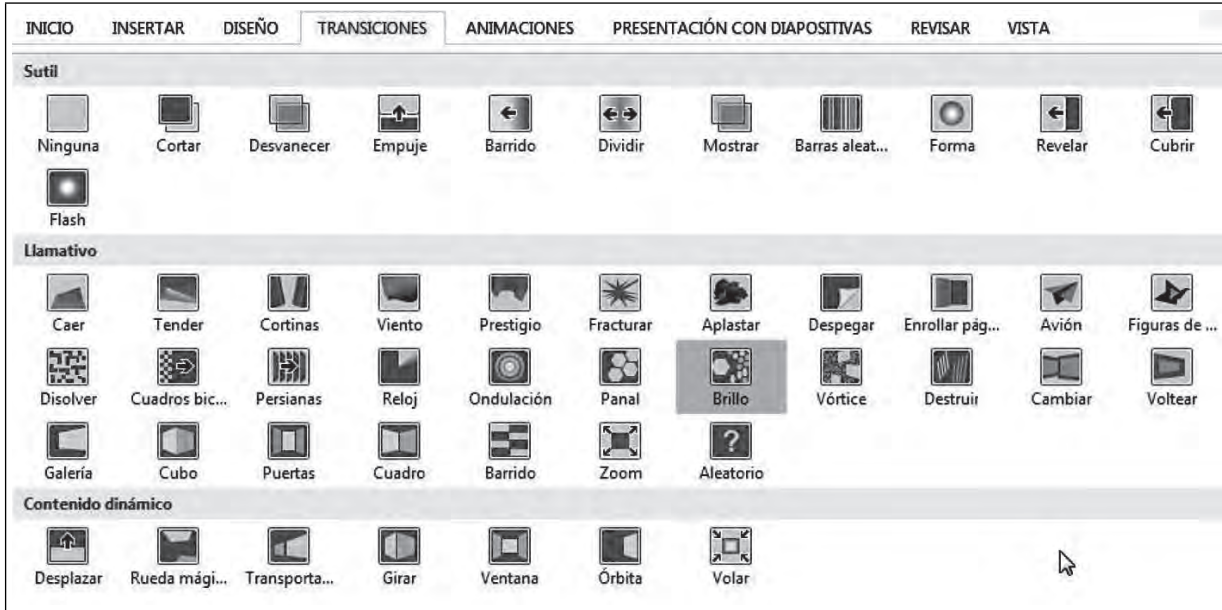 INICIO INSERTAR DISEÑO TRANSICIONES ANIMACIONES PRESENTACIÓN CON DIAPOSITIVAS REVISAR VISTA
Sutil
Ninguna Cortar Desvanecer Empuje Barrido Dividir Mostrar Barras aleat... Forma Revelar Cubrir
Flash
Llamativo
Caer Tender Cortinas Viento Prestigio Fracturar Aplastar Despegar Enrollar pág... Avión Figuras de ...
Disolver Cuadros bic... Persianas Reloj Ondulación Panal Brillo Vórtice Destruir Cambiar Voltear
Galería Cubo Puertas Cuadro Barrido Zoom Aleatorio
Contenido dinámico
Desplazar Rueda mági... Transporta... Girar Ventana Órbita Volar